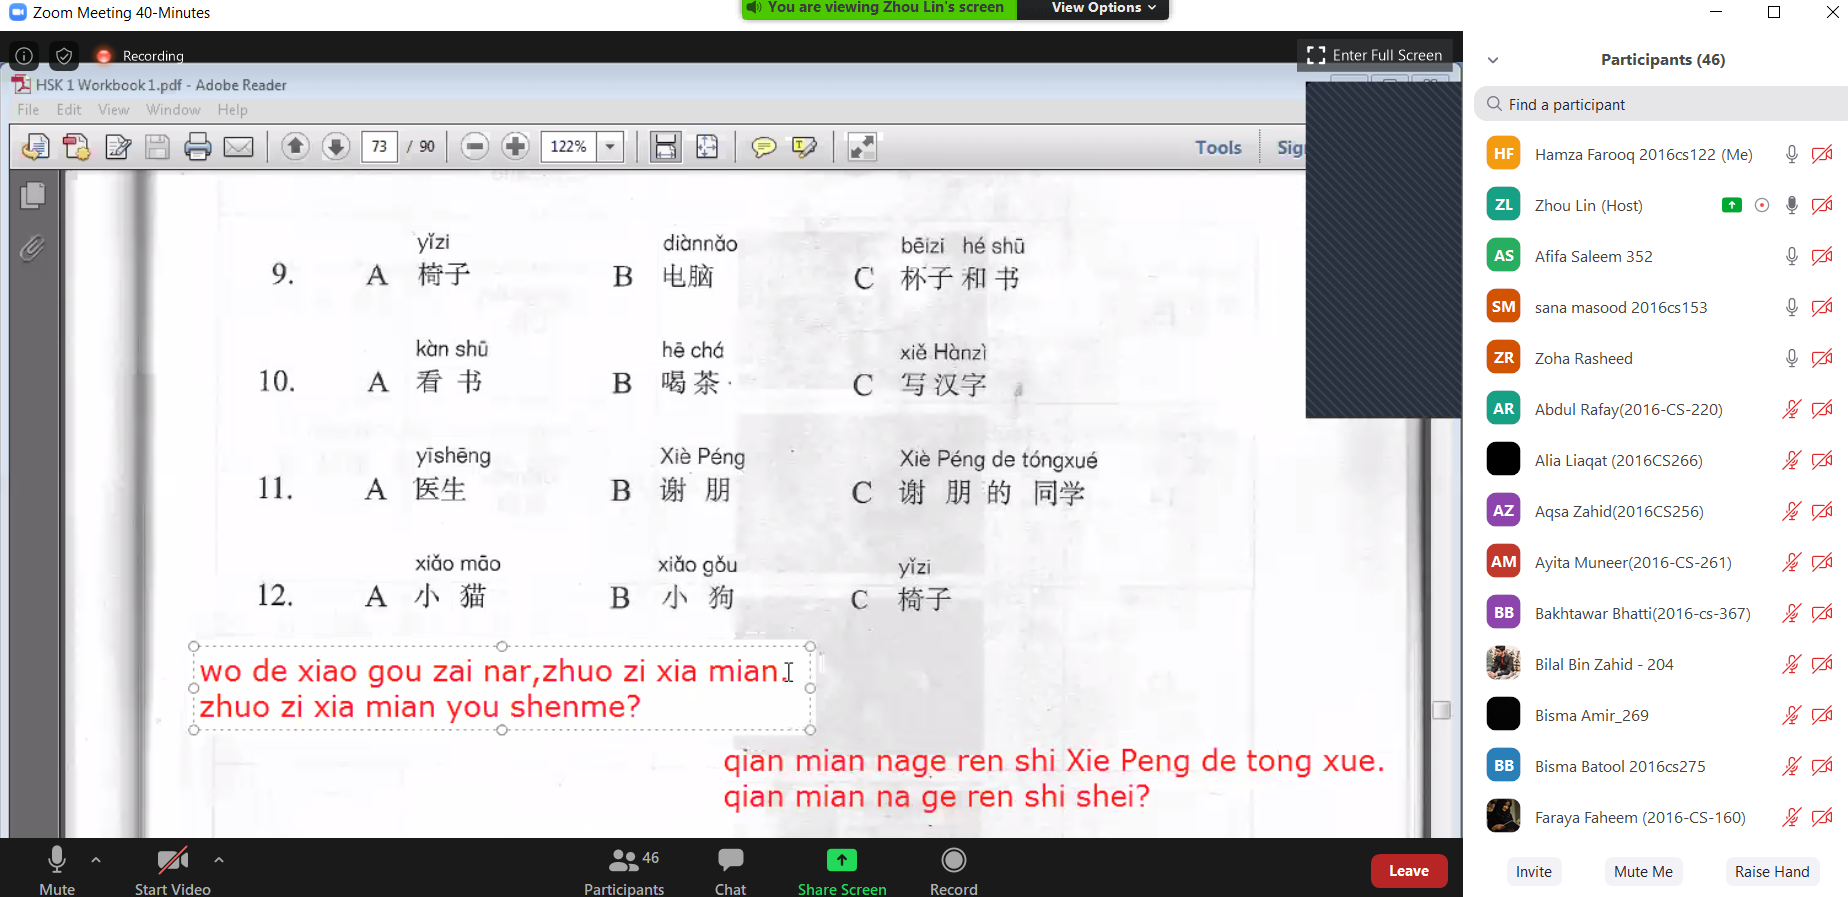 Zoom Meeting 40-Minutes
You are viewing Zhou Lin's screen
View Options
Recording
Enter Full Screen
HSK 1 Workbook 1.pdf - Adobe Reader
File Edit View Window Help
73 / 90
122%
Tools
Sig
yǐzi diànnǎo bēizi hé shū
9. A 椅子 B 电脑 C 杯子 和 书
kàn shū hē chá xiě Hànzì
10. A 看 书 B 喝 茶 C 写 汉字
yīshēng Xiè Péng Xiè Péng de tóngxué
11. A 医生 B 谢 朋 C 谢 朋 的 同学
xiǎo māo xiǎo gǒu yǐzi
12. A 小 猫 B 小 狗 C 椅子
wo de xiao gou zai nar,zhuo zi xia mian.
zhuo zi xia mian you shenme?
qian mian nage ren shi Xie Peng de tong xue.
qian mian na ge ren shi shei?
Mute
Start Video
46
Participants
Chat
Share Screen
Record
Leave
Participants (46)
Find a participant
HF Hamza Farooq 2016cs122 (Me)
ZL Zhou Lin (Host)
AS Afifa Saleem 352
SM sana masood 2016cs153
ZR Zoha Rasheed
AR Abdul Rafay(2016-CS-220)
Alia Liaqat (2016CS266)
AZ Aqsa Zahid(2016CS256)
AM Ayita Muneer(2016-CS-261)
BB Bakhtawar Bhatti(2016-cs-367)
Bilal Bin Zahid - 204
Bisma Amir_269
BB Bisma Batool 2016cs275
Faraya Faheem (2016-CS-160)
Invite
Mute Me
Raise Hand